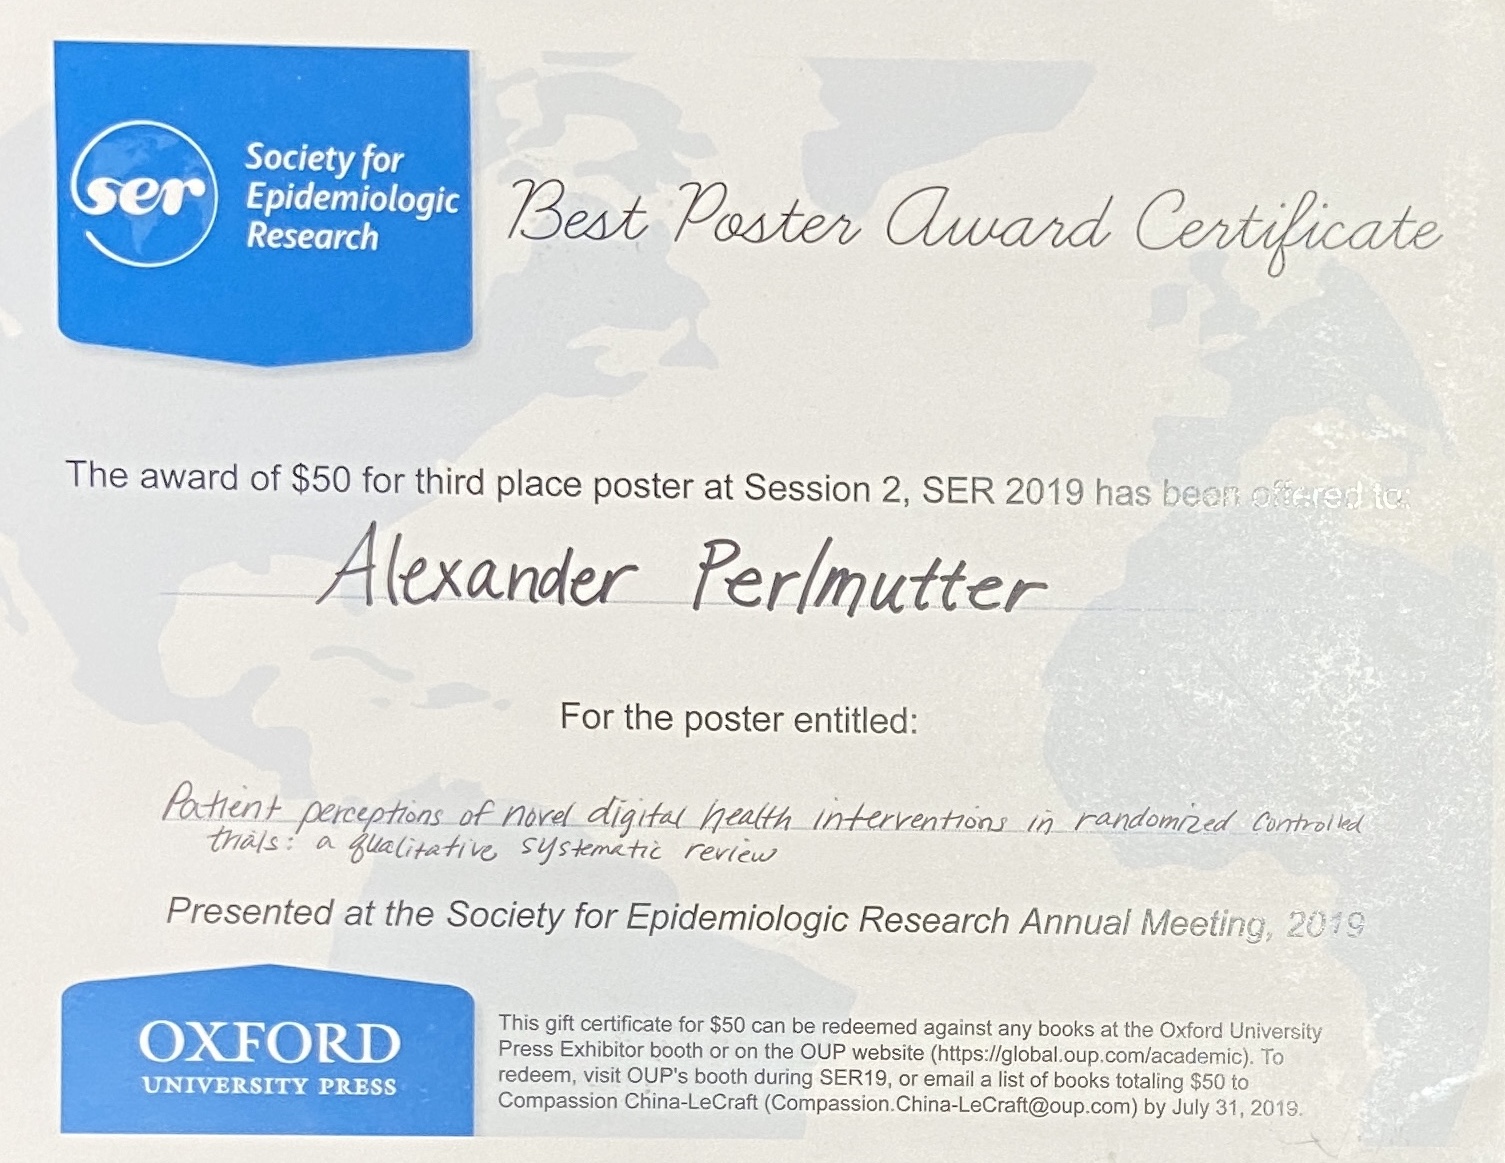 ser
Society for
Epidemiologic
Research
Best Poster Award Certificate
The award of $50 for third place poster at Session 2, SER 2019 has been offered to:
Alexander Perlmutter
For the poster entitled:
Patient perceptions of novel digital health interventions in randomized controlled
trials: a qualitative systematic review
Presented at the Society for Epidemiologic Research Annual Meeting, 2019
OXFORD
UNIVERSITY PRESS
This gift certificate for $50 can be redeemed against any books at the Oxford University
Press Exhibitor booth or on the OUP website (https://global.oup.com/academic). To
redeem, visit OUP's booth during SER19, or email a list of books totaling $50 to
Compassion China-LeCraft (Compassion.China-LeCraft@oup.com) by July 31, 2019.